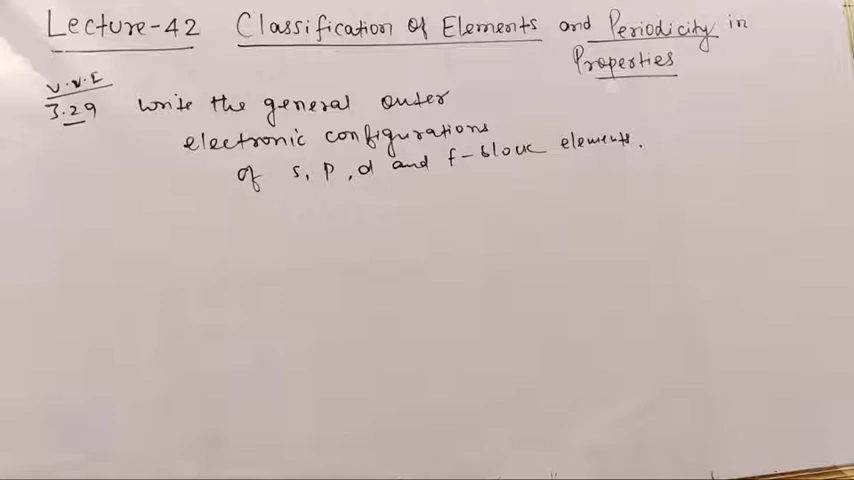 Lecture-42 Classification of Elements and Periodicity in
Properties
V.V.I
3.29 Write the general outer
electronic configurations
of s, p, d and f-block elements.